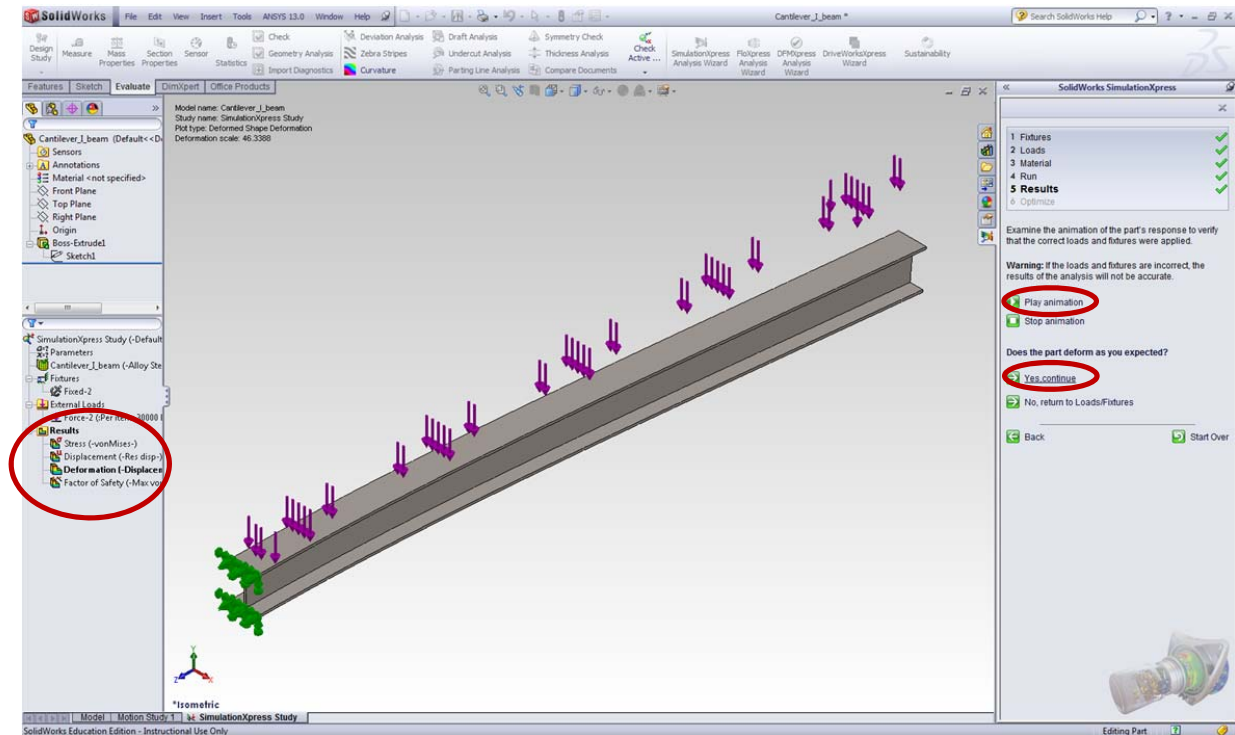 SolidWorks File Edit View Insert Tools ANSYS 13.0 Window Help Cantilever_I_beam * Search SolidWorks Help
Design Study
Measure
Mass Properties
Section Properties
Sensor
Statistics
Check
Geometry Analysis
Import Diagnostics
Deviation Analysis
Zebra Stripes
Curvature
Draft Analysis
Undercut Analysis
Parting Line Analysis
Symmetry Check
Thickness Analysis
Compare Documents
Check Active ...
SimulationXpress Analysis Wizard
FloXpress Analysis Wizard
DFMXpress Analysis Wizard
DriveWorksXpress Wizard
Sustainability
Features Sketch Evaluate DimXpert Office Products
Cantilever_I_beam (Default<<D
Sensors
Annotations
Material <not specified>
Front Plane
Top Plane
Right Plane
Origin
Boss-Extrude1
Sketch1
SimulationXpress Study (-Default
Parameters
Cantilever_I_beam (-Alloy Ste
Fixtures
Fixed-2
External Loads
Force-2 (:Per item: 30000
Results
Stress (-vonMises-)
Displacement (-Res disp-)
Deformation (-Displacem
Factor of Safety (-Max von
Model name: Cantilever_I_beam
Study name: SimulationXpress Study
Plot type: Deformed Shape Deformation
Deformation scale: 46.3388
Y
Z
X
*Isometric
Model Motion Study 1 SimulationXpress Study
SolidWorks SimulationXpress
1 Fixtures
2 Loads
3 Material
4 Run
5 Results
6 Optimize
Examine the animation of the part's response to verify
that the correct loads and fixtures were applied.
Warning: If the loads and fixtures are incorrect, the
results of the analysis will not be accurate.
Play animation
Stop animation
Does the part deform as you expected?
Yes, continue
No, return to Loads/Fixtures
Back Start Over
SolidWorks Education Edition - Instructional Use Only Editing Part